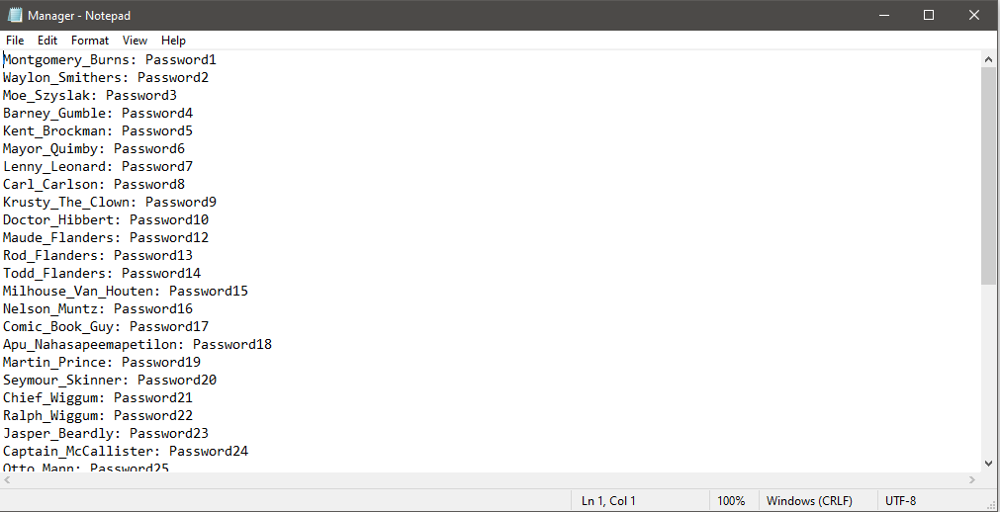 Manager - Notepad
File Edit Format View Help
Montgomery_Burns: Password1
Waylon_Smithers: Password2
Moe_Szyslak: Password3
Barney_Gumble: Password4
Kent_Brockman: Password5
Mayor_Quimby: Password6
Lenny_Leonard: Password7
Carl_Carlson: Password8
Krusty_The_Clown: Password9
Doctor_Hibbert: Password10
Maude_Flanders: Password12
Rod_Flanders: Password13
Todd_Flanders: Password14
Milhouse_Van_Houten: Password15
Nelson_Muntz: Password16
Comic_Book_Guy: Password17
Apu_Nahasapeemapetilon: Password18
Martin_Prince: Password19
Seymour_Skinner: Password20
Chief_Wiggum: Password21
Ralph_Wiggum: Password22
Jasper_Beardly: Password23
Captain_McCallister: Password24
Otto_Mann: Password25
Ln 1, Col 1 100% Windows (CRLF) UTF-8